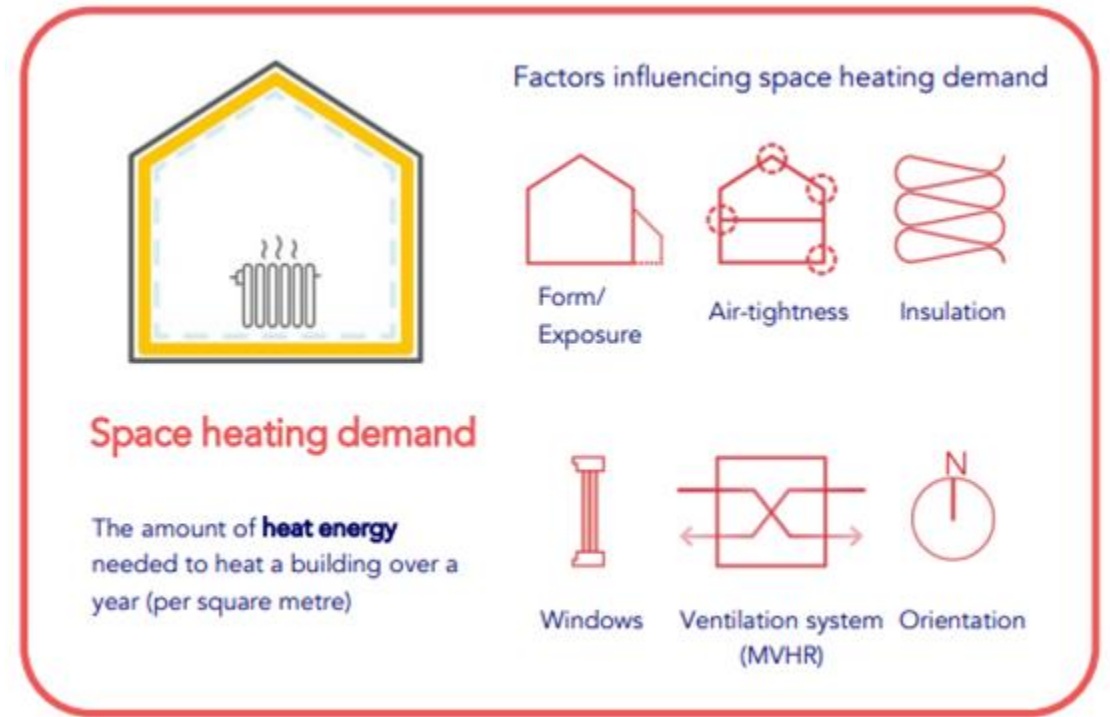 Factors influencing space heating demand
Form/
Exposure
Air-tightness
Insulation
Space heating demand
The amount of heat energy
needed to heat a building over a
year (per square metre)
N
Windows
Ventilation system
(MVHR)
Orientation